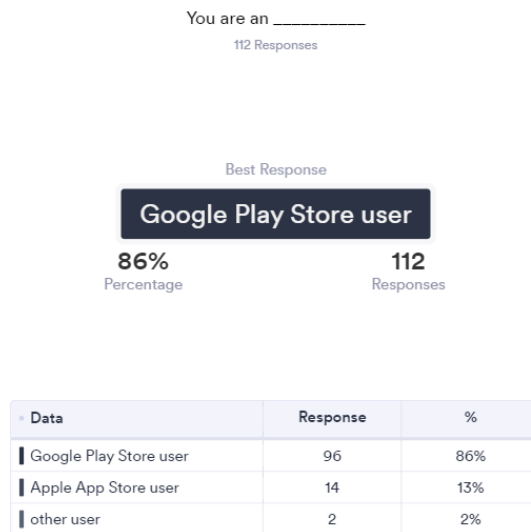 You are an __________
112 Responses
Best Response
Google Play Store user
86% 112
Percentage Responses
Data Response %
Google Play Store user 96 86%
Apple App Store user 14 13%
other user 2 2%